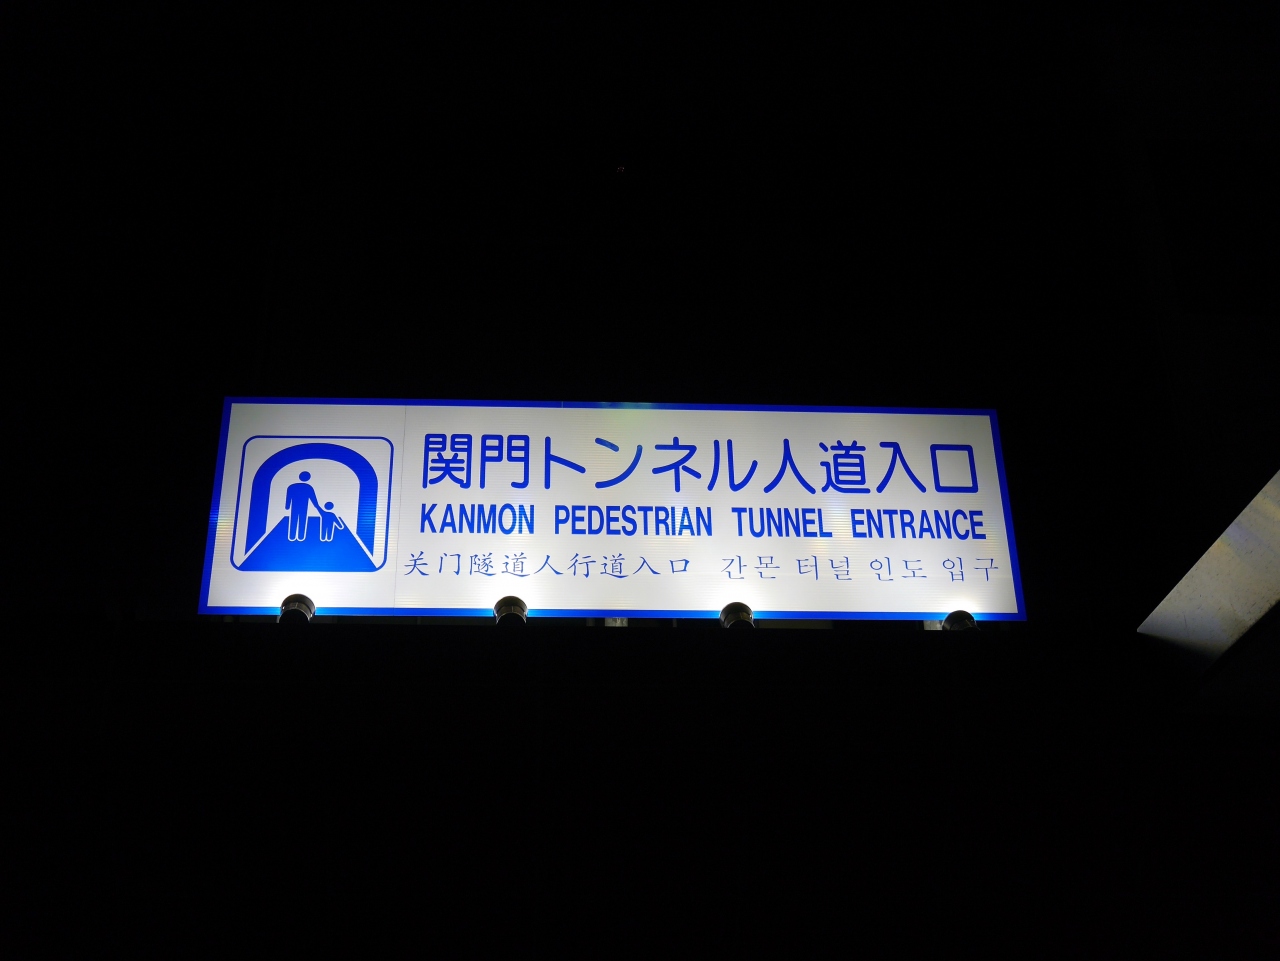 関門トンネル人道入口
KANMON PEDESTRIAN TUNNEL ENTRANCE
关门隧道人行道入口 간몬 터널 인도 입구